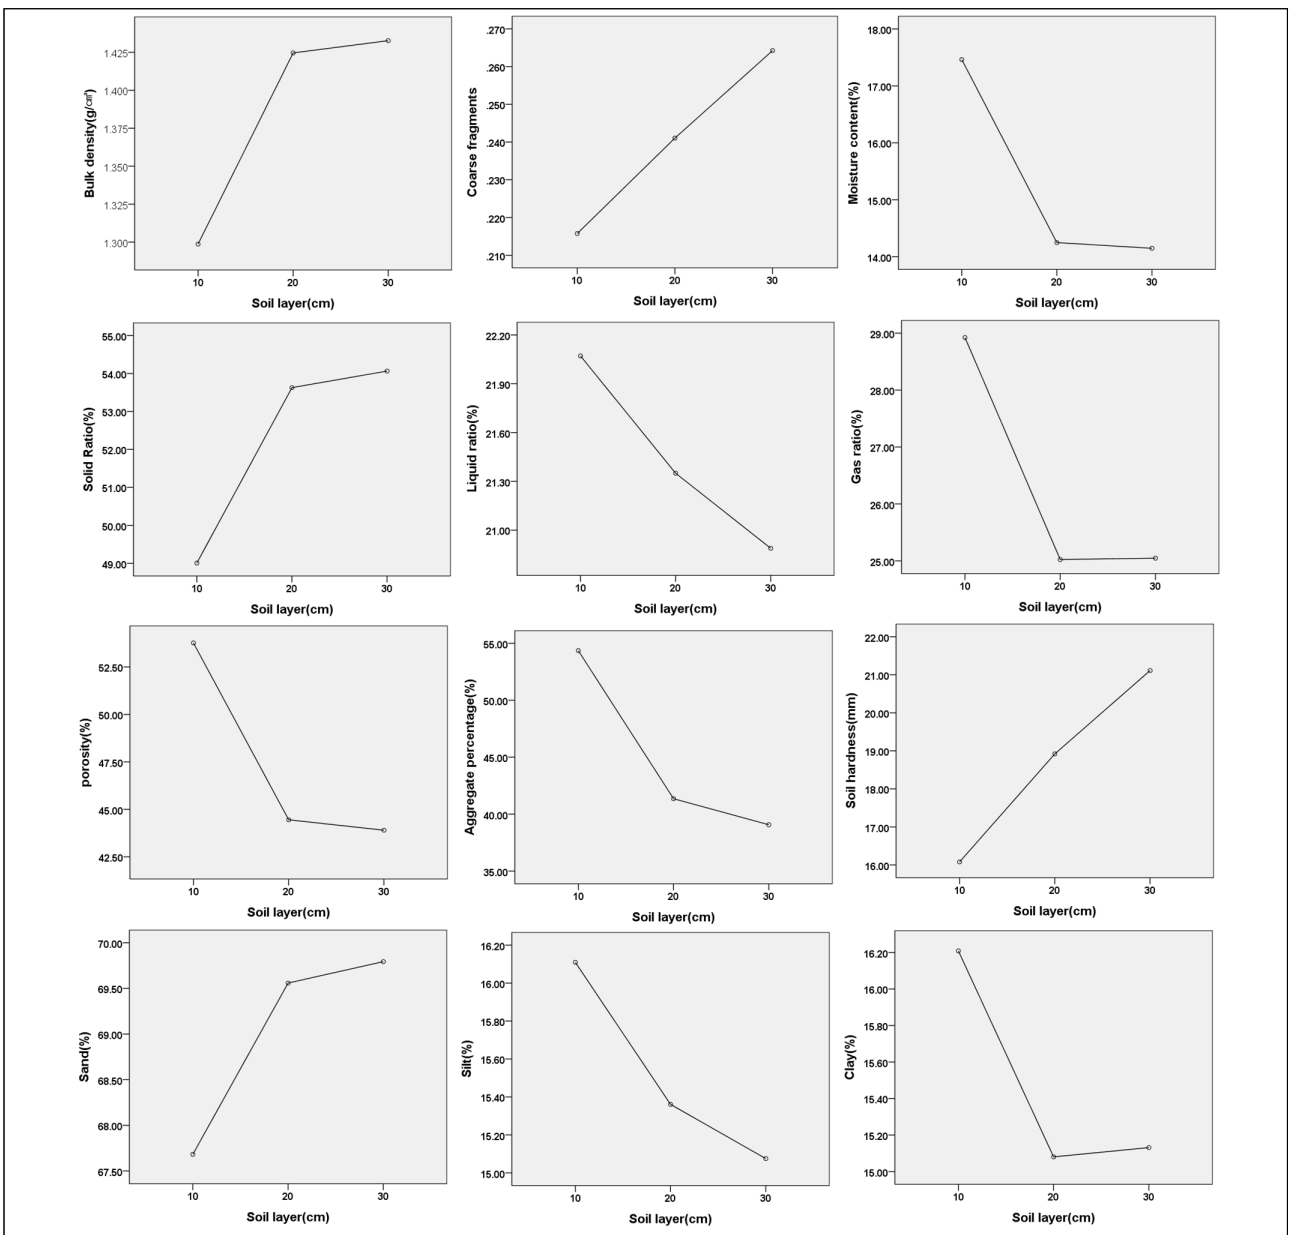 Bulk density(g/㎤)
1.425
1.400
1.375
1.350
1.325
1.300
10 20 30
Soil layer(cm)
Coarse fragments
.270
.260
.250
.240
.230
.220
.210
10 20 30
Soil layer(cm)
Moisture content(%)
18.00
17.00
16.00
15.00
14.00
10 20 30
Soil layer(cm)
Solid Ratio(%)
55.00
54.00
53.00
52.00
51.00
50.00
49.00
10 20 30
Soil layer(cm)
Liquid ratio(%)
22.20
21.90
21.60
21.30
21.00
10 20 30
Soil layer(cm)
Gas ratio(%)
29.00
28.00
27.00
26.00
25.00
10 20 30
Soil layer(cm)
porosity(%)
52.50
50.00
47.50
45.00
42.50
10 20 30
Soil layer(cm)
Aggregate percentage(%)
55.00
50.00
45.00
40.00
35.00
10 20 30
Soil layer(cm)
Soil hardness(mm)
22.00
21.00
20.00
19.00
18.00
17.00
16.00
10 20 30
Soil layer(cm)
Sand(%)
70.00
69.50
69.00
68.50
68.00
67.50
10 20 30
Soil layer(cm)
Silt(%)
16.20
16.00
15.80
15.60
15.40
15.20
15.00
10 20 30
Soil layer(cm)
Clay(%)
16.20
16.00
15.80
15.60
15.40
15.20
15.00
10 20 30
Soil layer(cm)